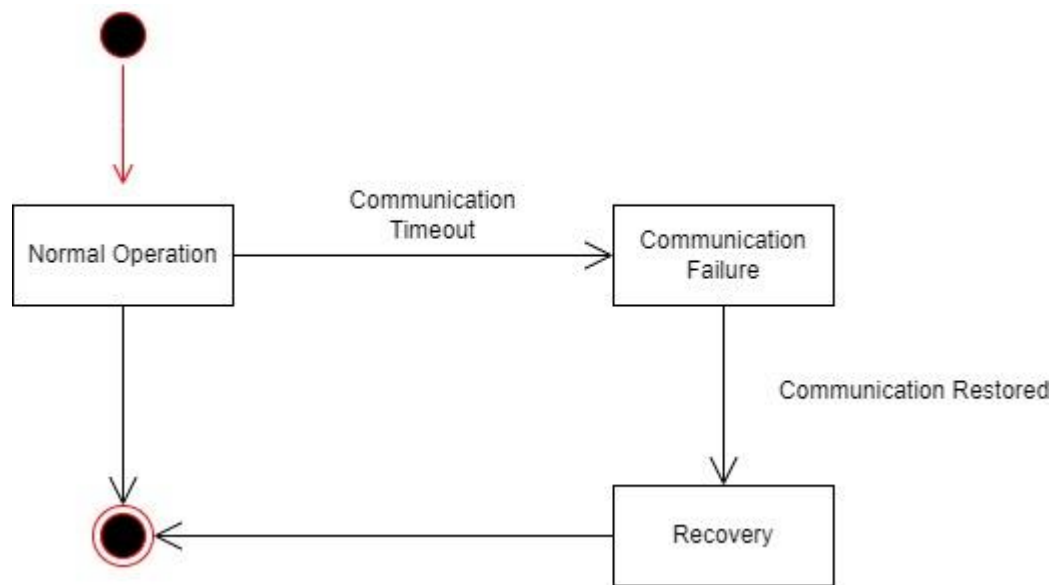 Communication
Timeout
Normal Operation
Communication
Failure
Communication Restored
Recovery